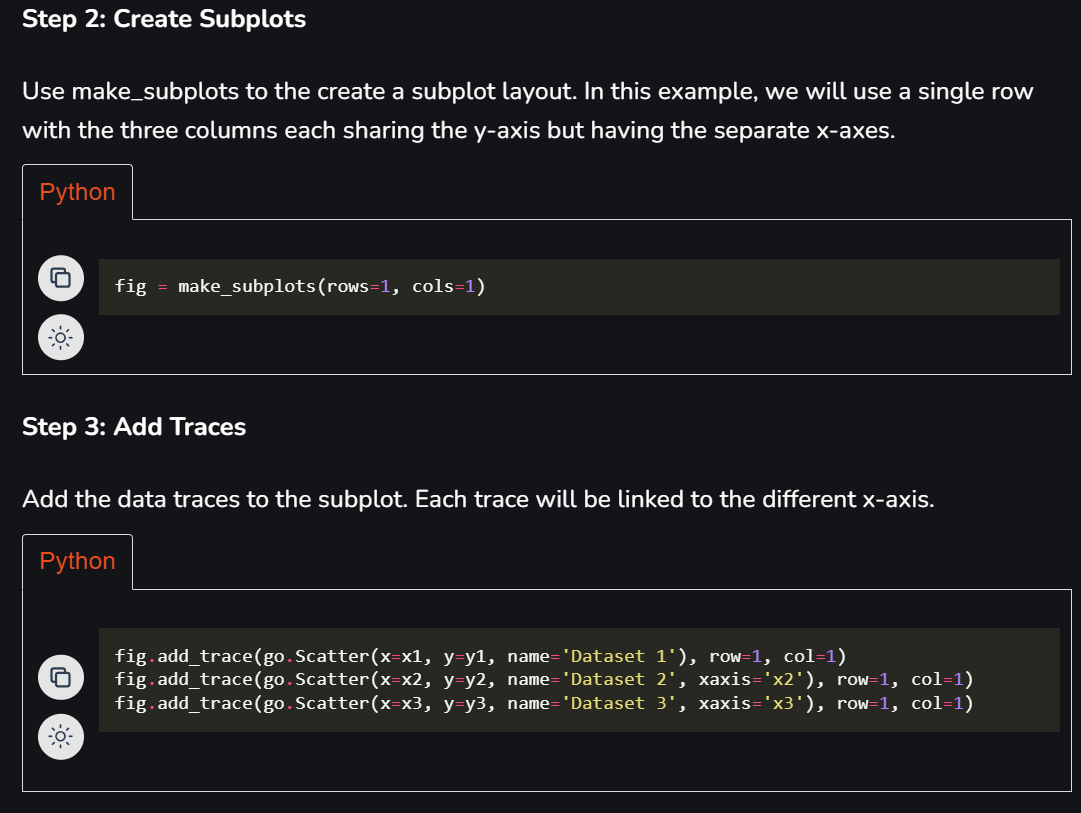 Step 2: Create Subplots
Use make_subplots to the create a subplot layout. In this example, we will use a single row
with the three columns each sharing the y-axis but having the separate x-axes.
Python
fig = make_subplots(rows=1, cols=1)
Step 3: Add Traces
Add the data traces to the subplot. Each trace will be linked to the different x-axis.
Python
fig.add_trace(go.Scatter(x=x1, y=y1, name='Dataset 1'), row=1, col=1)
fig.add_trace(go.Scatter(x=x2, y=y2, name='Dataset 2', xaxis='x2'), row=1, col=1)
fig.add_trace(go.Scatter(x=x3, y=y3, name='Dataset 3', xaxis='x3'), row=1, col=1)